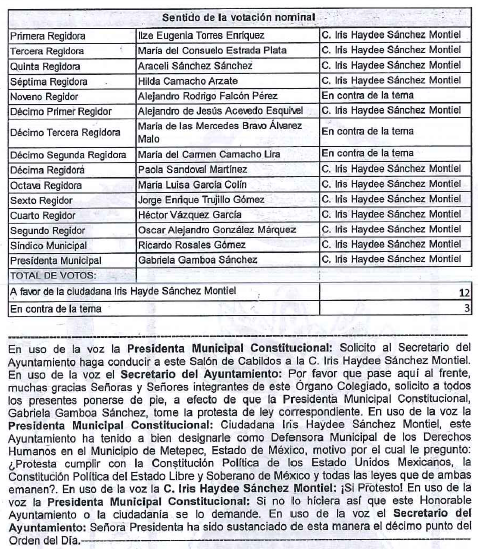 Sentido de la votación nominal
Primera Regidora Ilze Eugenia Torres Enríquez C. Iris Haydee Sánchez Montiel
Tercera Regidora María del Consuelo Estrada Plata C. Iris Haydee Sánchez Montiel
Quinta Regidora Araceli Sánchez Sánchez C. Iris Haydee Sánchez Montiel
Séptima Regidora Hilda Camacho Arzate C. Iris Haydee Sánchez Montiel
Noveno Regidor Alejandro Rodrigo Falcón Pérez En contra de la terna
Décimo Primer Regidor Alejandro de Jesús Acevedo Esquivel C. Iris Haydee Sánchez Montiel
Décimo Tercera Regidora María de las Mercedes Bravo Álvarez Malo En contra de la terna
Décimo Segunda Regidora María del Carmen Camacho Lira En contra de la terna
Décima Regidora Paola Sandoval Martínez C. Iris Haydee Sánchez Montiel
Octava Regidora María Luisa García Colín C. Iris Haydee Sánchez Montiel
Sexto Regidor Jorge Enrique Trujillo Gómez C. Iris Haydee Sánchez Montiel
Cuarto Regidor Héctor Vázquez García C. Iris Haydee Sánchez Montiel
Segundo Regidor Oscar Alejandro González Márquez C. Iris Haydee Sánchez Montiel
Síndico Municipal Ricardo Rosales Gómez C. Iris Haydee Sánchez Montiel
Presidenta Municipal Gabriela Gamboa Sánchez C. Iris Haydee Sánchez Montiel
TOTAL DE VOTOS:
A favor de la ciudadana Iris Hayde Sánchez Montiel 12
En contra de la terna 3
En uso de la voz la Presidenta Municipal Constitucional: Solicito al Secretario del
Ayuntamiento haga conducir a este Salón de Cabildos a la C. Iris Haydee Sánchez Montiel.
En uso de la voz el Secretario del Ayuntamiento: Por favor que pase aquí al frente,
muchas gracias Señoras y Señores integrantes de este Órgano Colegiado, solicito a todos
los presentes ponerse de pie, a efecto de que la Presidenta Municipal Constitucional,
Gabriela Gamboa Sánchez, tome la protesta de ley correspondiente. En uso de la voz la
Presidenta Municipal Constitucional: Ciudadana Iris Haydee Sánchez Montiel, este
Ayuntamiento ha tenido a bien designarle como Defensora Municipal de los Derechos
Humanos en el Municipio de Metepec, Estado de México, motivo por el cual le pregunto:
¿Protesta cumplir con la Constitución Política de los Estados Unidos Mexicanos, la
Constitución Política del Estado Libre y Soberano de México y todas las leyes que de ambas
emanen?. En uso de la voz la C. Iris Haydee Sánchez Montiel: ¡Sí Protesto! En uso de la
voz la Presidenta Municipal Constitucional: Si no lo hiciera así que este Honorable
Ayuntamiento o la ciudadanía se lo demande. En uso de la voz el Secretario del
Ayuntamiento: Señora Presidenta ha sido sustanciado de esta manera el décimo punto del
Orden del Día.